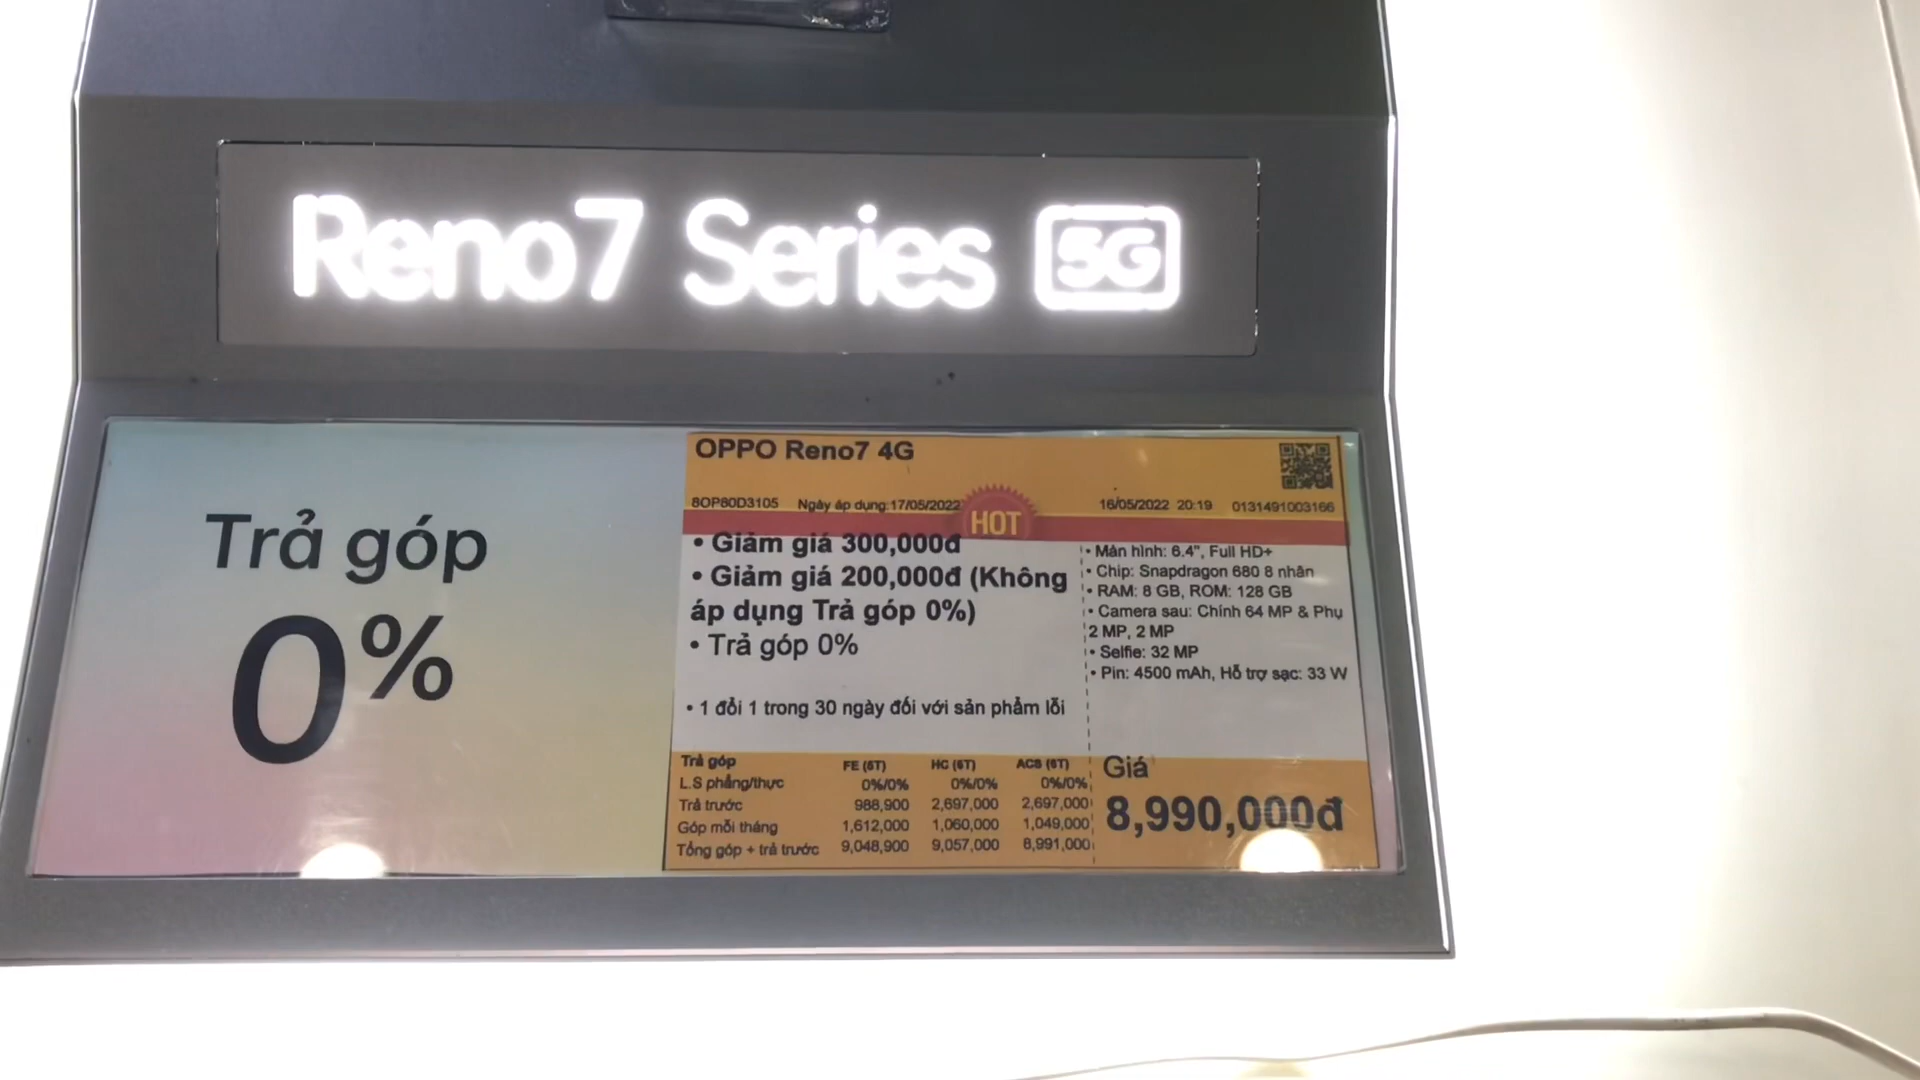 Reno7 Series 5G
Trả góp
0%
OPPO Reno7 4G
8OP80D3105 Ngày áp dụng:17/05/2022
16/05/2022 20:19 0131491003166
HOT
• Giảm giá 300,000đ
• Giảm giá 200,000đ (Không
áp dụng Trả góp 0%)
• Trả góp 0%
• 1 đổi 1 trong 30 ngày đối với sản phẩm lỗi
• Màn hình: 6.4", Full HD+
• Chip: Snapdragon 680 8 nhân
• RAM: 8 GB, ROM: 128 GB
• Camera sau: Chính 64 MP & Phụ
2 MP, 2 MP
• Selfie: 32 MP
• Pin: 4500 mAh, Hỗ trợ sạc: 33 W
Trả góp FE (6T) HC (6T) ACS (6T)
L.S phẳng/thực 0%/0% 0%/0% 0%/0%
Trả trước 988,900 2,697,000 2,697,000
Góp mỗi tháng 1,612,000 1,060,000 1,049,000
Tổng góp + trả trước 9,048,900 9,057,000 8,991,000
Giá
8,990,000đ